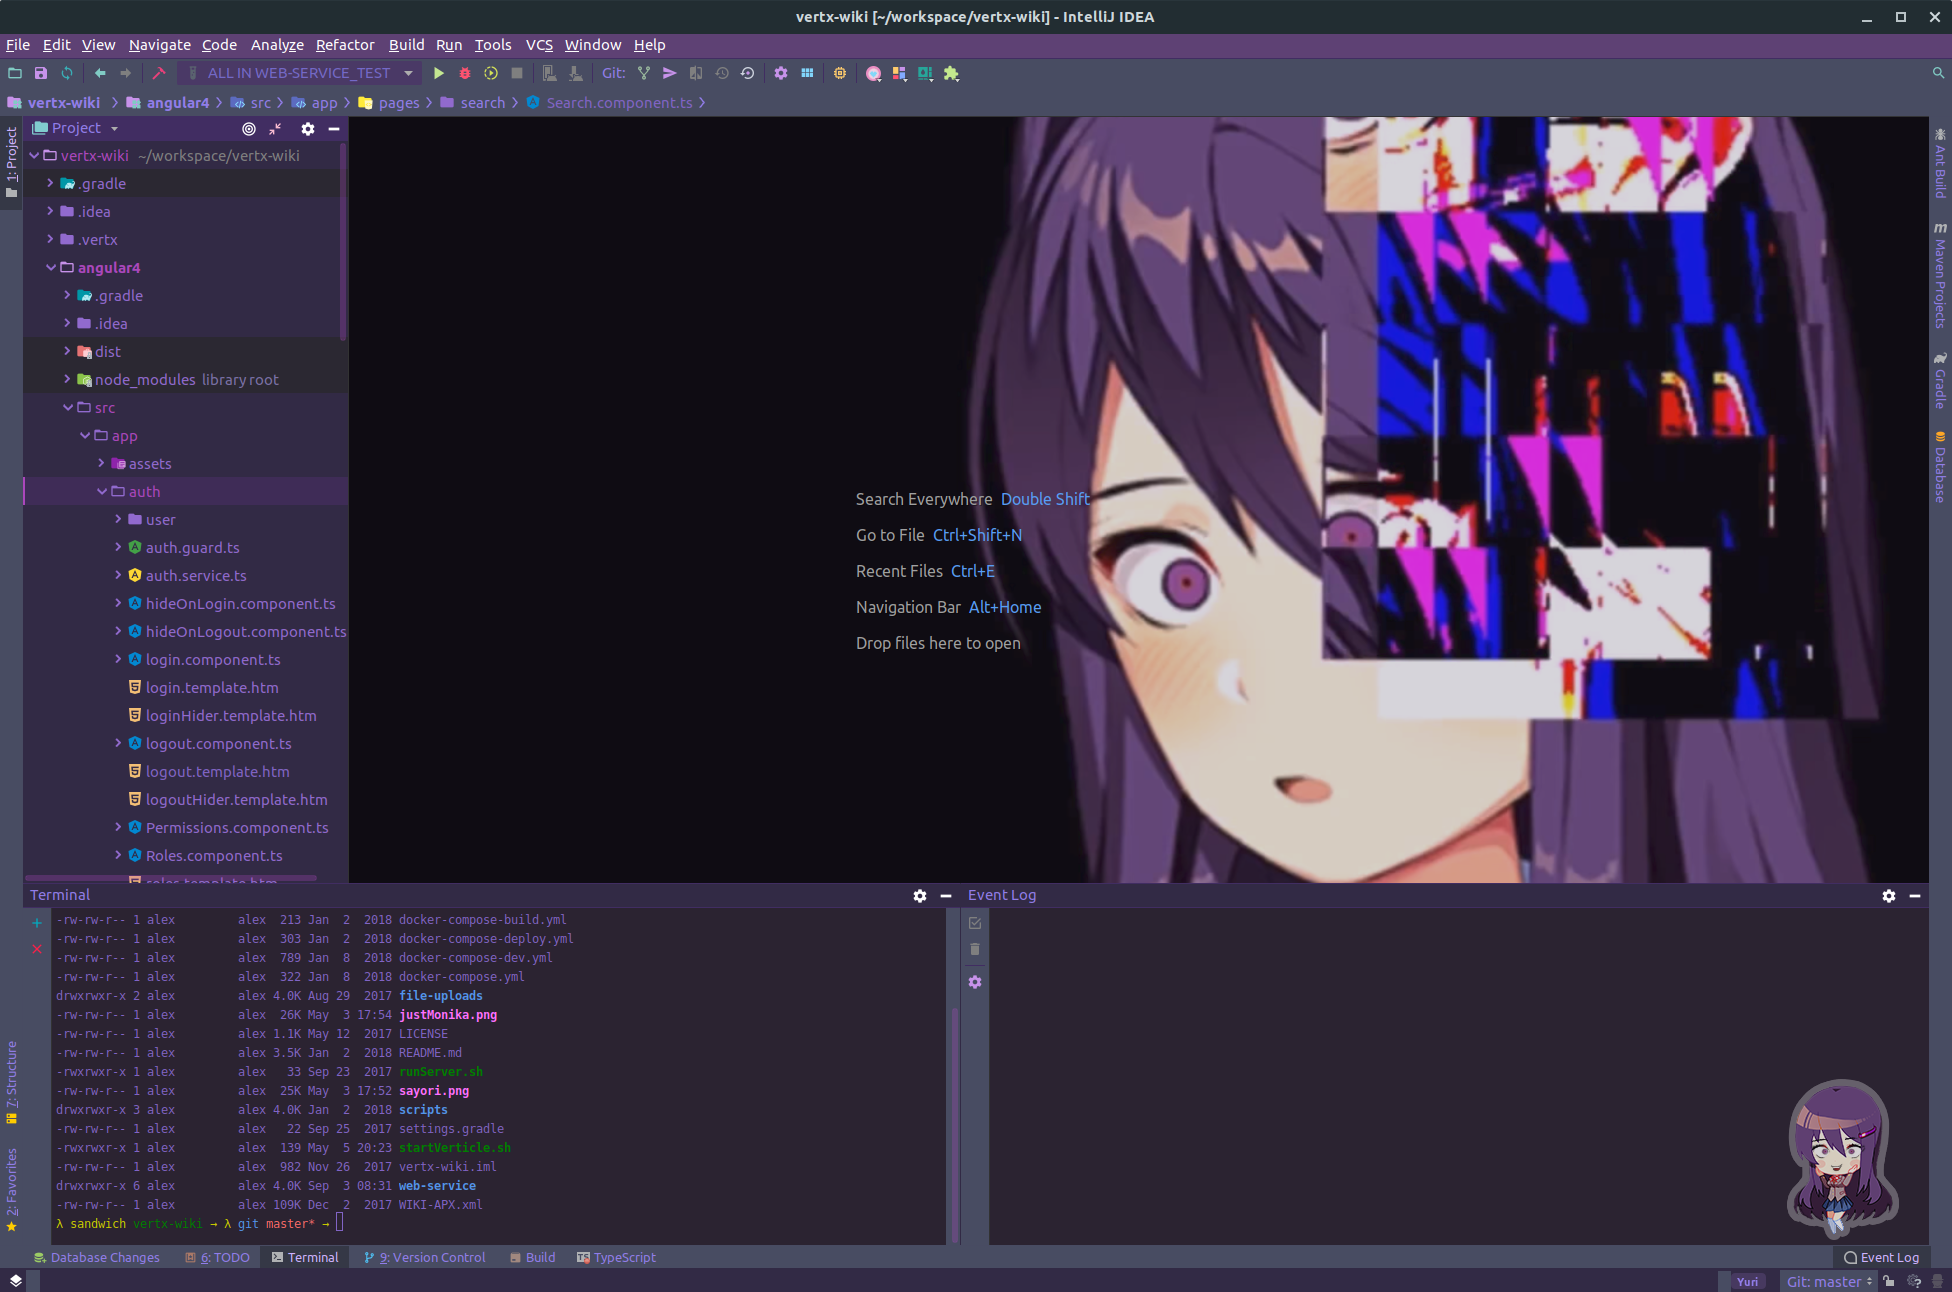 vertx-wiki [~/workspace/vertx-wiki] - IntelliJ IDEA
File Edit View Navigate Code Analyze Refactor Build Run Tools VCS Window Help
ALL IN WEB-SERVICE_TEST Git:
vertx-wiki angular4 src app pages search Search.component.ts
Project
1: Project
vertx-wiki ~/workspace/vertx-wiki
.gradle
.idea
.vertx
angular4
.gradle
.idea
dist
node_modules library root
src
app
assets
auth
user
auth.guard.ts
auth.service.ts
hideOnLogin.component.ts
hideOnLogout.component.ts
login.component.ts
login.template.htm
loginHider.template.htm
logout.component.ts
logout.template.htm
logoutHider.template.htm
Permissions.component.ts
Roles.component.ts
roles.template.htm
Search Everywhere Double Shift
Go to File Ctrl+Shift+N
Recent Files Ctrl+E
Navigation Bar Alt+Home
Drop files here to open
Ant Build
m Maven Projects
Gradle
Database
7: Structure
2: Favorites
Terminal
-rw-rw-r-- 1 alex alex 213 Jan 2 2018 docker-compose-build.yml
-rw-rw-r-- 1 alex alex 303 Jan 2 2018 docker-compose-deploy.yml
-rw-rw-r-- 1 alex alex 789 Jan 8 2018 docker-compose-dev.yml
-rw-rw-r-- 1 alex alex 322 Jan 8 2018 docker-compose.yml
drwxrwxr-x 2 alex alex 4.0K Aug 29 2017 file-uploads
-rw-rw-r-- 1 alex alex 26K May 3 17:54 justMonika.png
-rw-rw-r-- 1 alex alex 1.1K May 12 2017 LICENSE
-rw-rw-r-- 1 alex alex 3.5K Jan 2 2018 README.md
-rwxrwxr-x 1 alex alex 33 Sep 23 2017 runServer.sh
-rw-rw-r-- 1 alex alex 25K May 3 17:52 sayori.png
drwxrwxr-x 3 alex alex 4.0K Jan 2 2018 scripts
-rw-rw-r-- 1 alex alex 22 Sep 25 2017 settings.gradle
-rwxrwxr-x 1 alex alex 139 May 5 20:23 startVerticle.sh
-rw-rw-r-- 1 alex alex 982 Nov 26 2017 vertx-wiki.iml
drwxrwxr-x 6 alex alex 4.0K Sep 3 08:31 web-service
-rw-rw-r-- 1 alex alex 109K Dec 2 2017 WIKI-APX.xml
λ sandwich vertx-wiki → λ git master* →
Event Log
Database Changes 6: TODO Terminal 9: Version Control Build TypeScript Event Log
Yuri Git: master